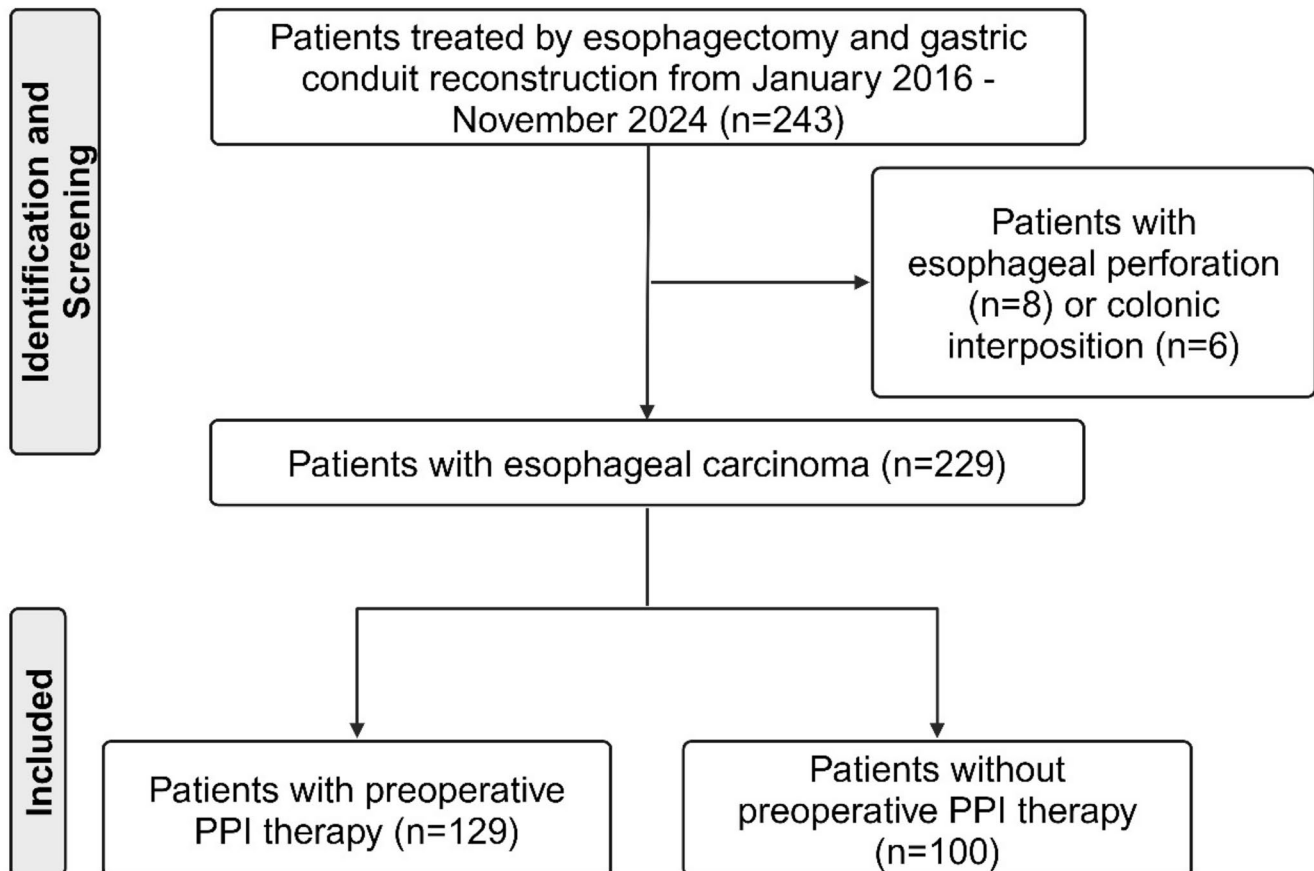 Identification and
Screening
Patients treated by esophagectomy and gastric
conduit reconstruction from January 2016 -
November 2024 (n=243)
Patients with
esophageal perforation
(n=8) or colonic
interposition (n=6)
Patients with esophageal carcinoma (n=229)
Included
Patients with preoperative
PPI therapy (n=129)
Patients without
preoperative PPI therapy
(n=100)